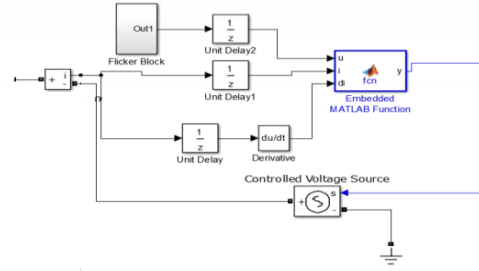 Out1
1
z
Unit Delay2
Flicker Block
u
i
di
fcn
y
1
z
Unit Delay1
Embedded
MATLAB Function
+
i
-
1
z
Unit Delay
du/dt
Derivative
Controlled Voltage Source
+
s
-